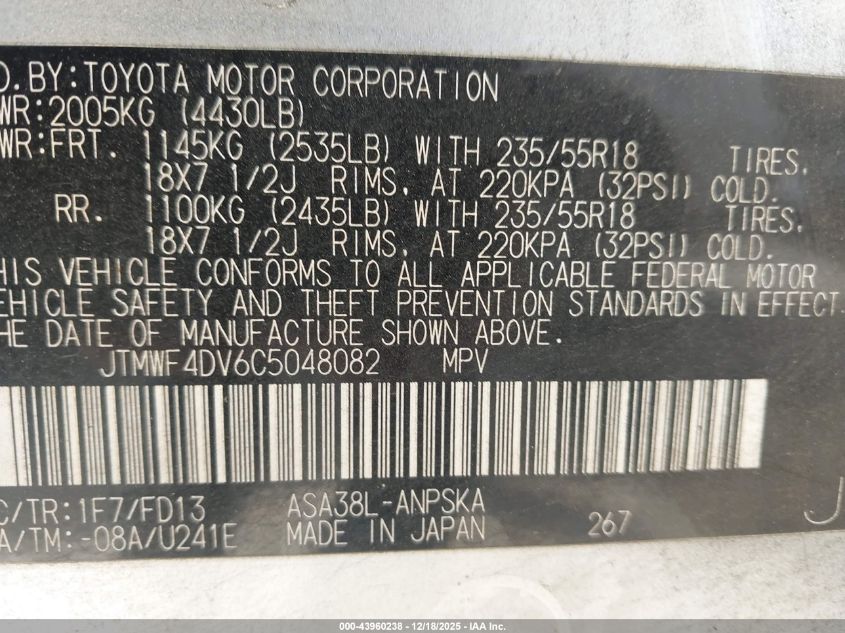 D.BY:TOYOTA MOTOR CORPORATION
WR:2005KG (4430LB)
WR:FRT. 1145KG (2535LB) WITH 235/55R18 TIRES,
18X7 1/2J RIMS, AT 220KPA (32PSI) COLD.
RR. 1100KG (2435LB) WITH 235/55R18 TIRES,
18X7 1/2J RIMS, AT 220KPA (32PSI) COLD.
HIS VEHICLE CONFORMS TO ALL APPLICABLE FEDERAL MOTOR
EHICLE SAFETY AND THEFT PREVENTION STANDARDS IN EFFECT
HE DATE OF MANUFACTURE SHOWN ABOVE.
JTMWF4DV6C5048082 MPV
C/TR:1F7/FD13 ASA38L-ANPSKA J
A/TM:-08A/U241E MADE IN JAPAN 267
000-43960238 - 12/18/2025 - IAA Inc.